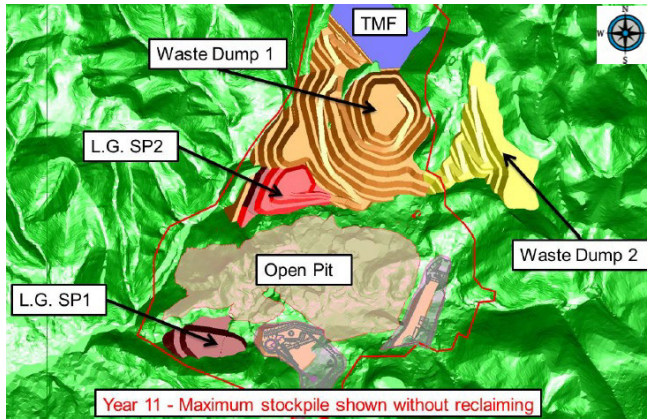 TMF
N
W
E
S
Waste Dump 1
L.G. SP2
Waste Dump 2
Open Pit
L.G. SP1
Year 11 - Maximum stockpile shown without reclaiming